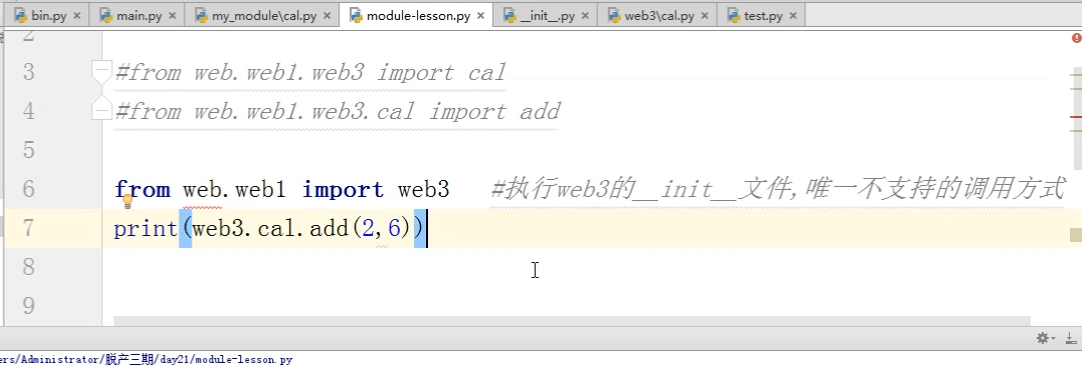 bin.py × main.py × my_module\cal.py × module-lesson.py × __init__.py × web3\cal.py × test.py ×
2
3 #from web.web1.web3 import cal
4 #from web.web1.web3.cal import add
5
6 from web.web1 import web3 #执行web3的__init__文件,唯一不支持的调用方式
7 print(web3.cal.add(2,6))
8
9
ers/Administrator/脱产三期/day21/module-lesson.py